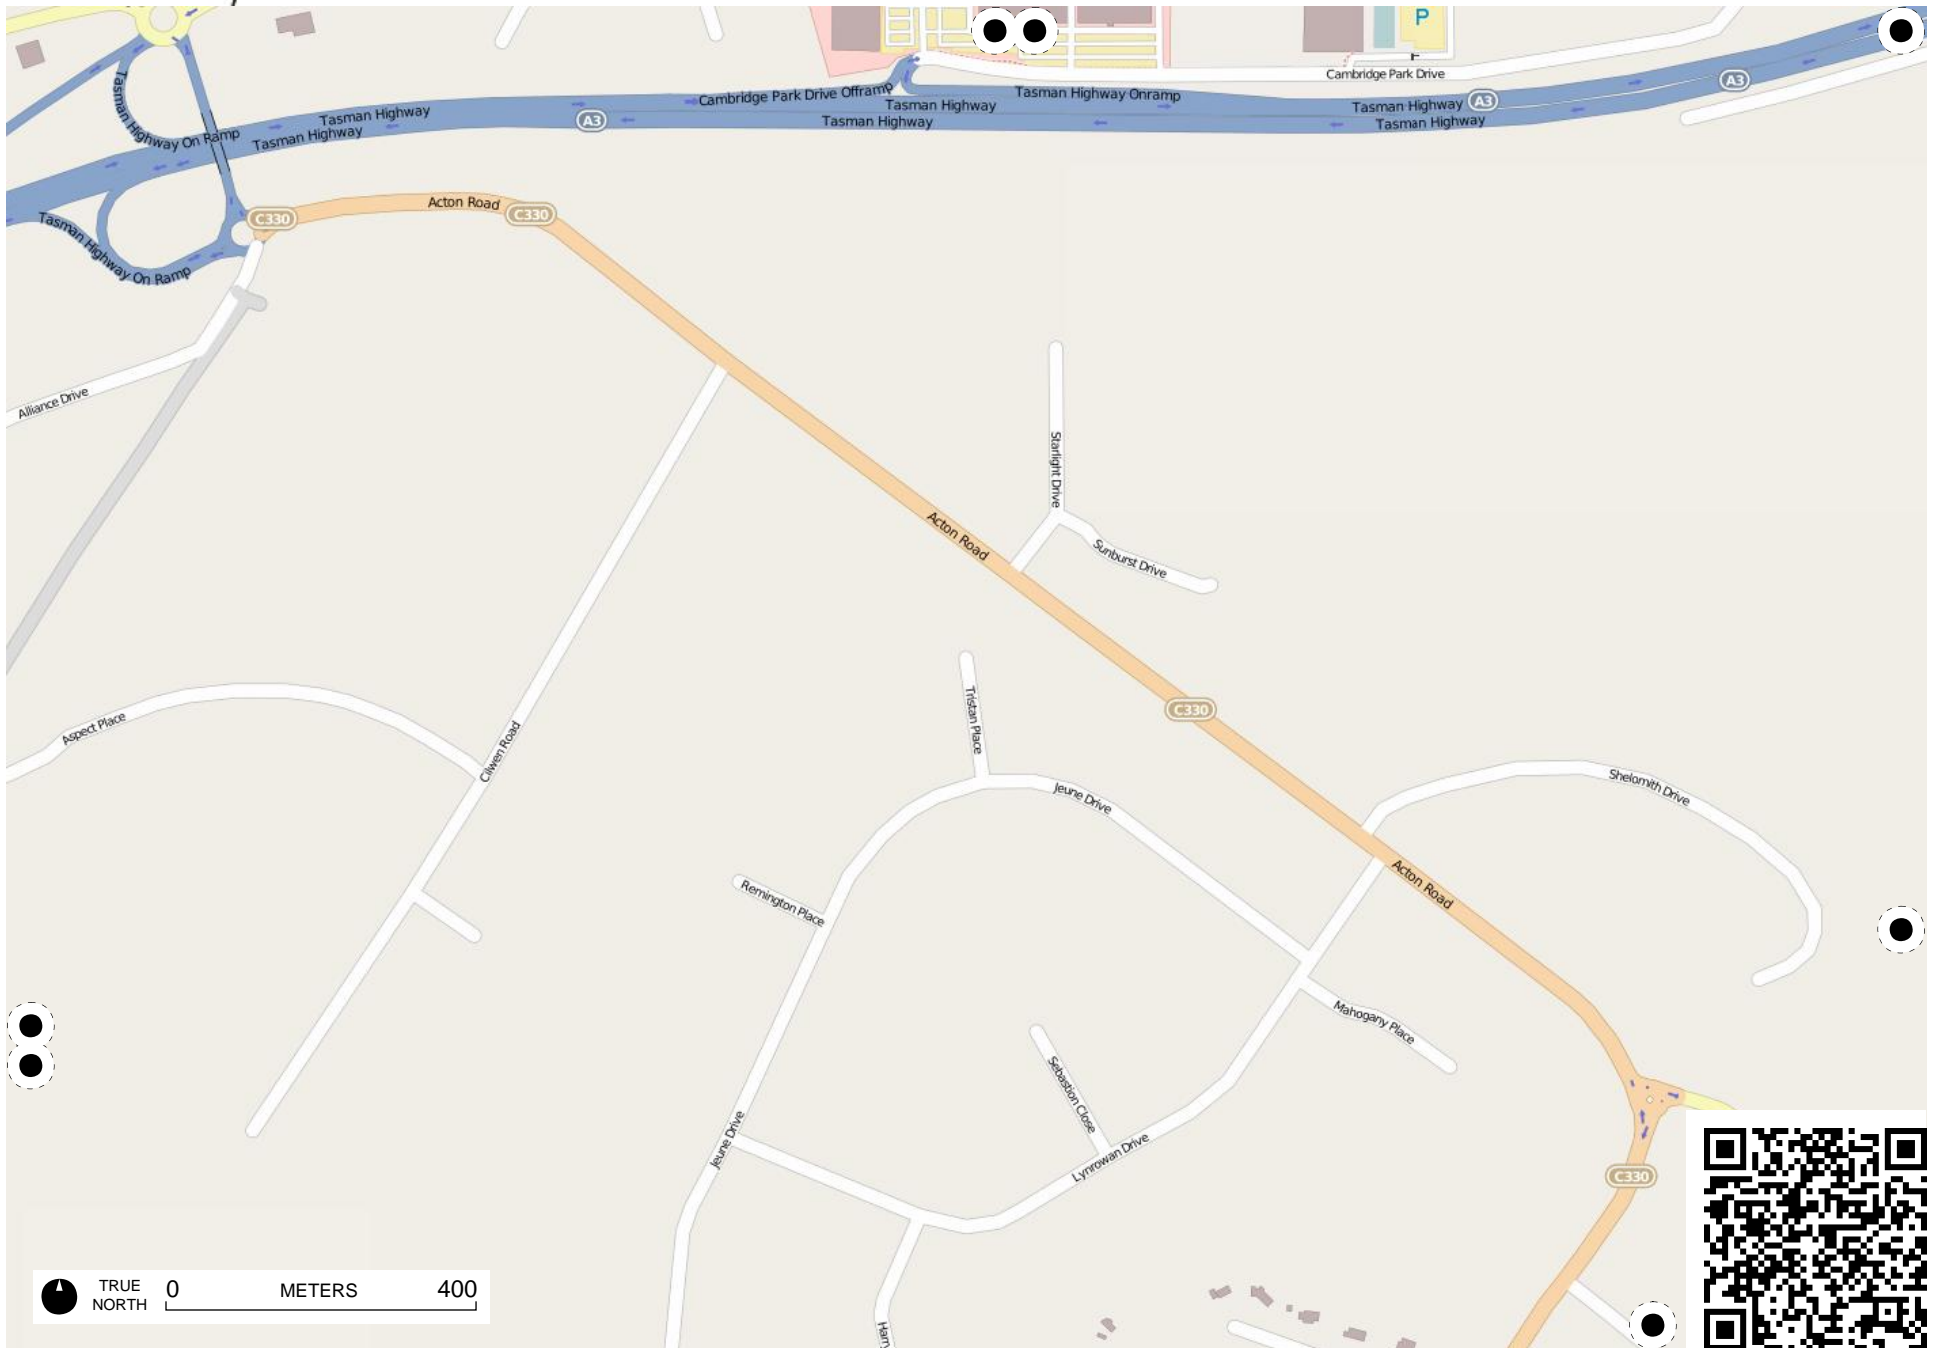 P
Cambridge Park Drive
A3
Cambridge Park Drive Offramp
Tasman Highway Onramp
Tasman Highway
Tasman Highway
Tasman Highway
A3
A3
Tasman Highway
Tasman Highway
Tasman Highway
Tasman Highway
Tasman Highway On Ramp
Acton Road
C330
C330
Tasman Highway On Ramp
Alliance Drive
Starlight Drive
Acton Road
Sunburst Drive
Tristan Place
C330
Aspect Place
Cilwen Road
Jeune Drive
Shelomith Drive
Remington Place
Acton Road
Mahogany Place
Sebastion Close
Jeune Drive
Lynrowan Drive
C330
TRUE
NORTH
0
METERS
400